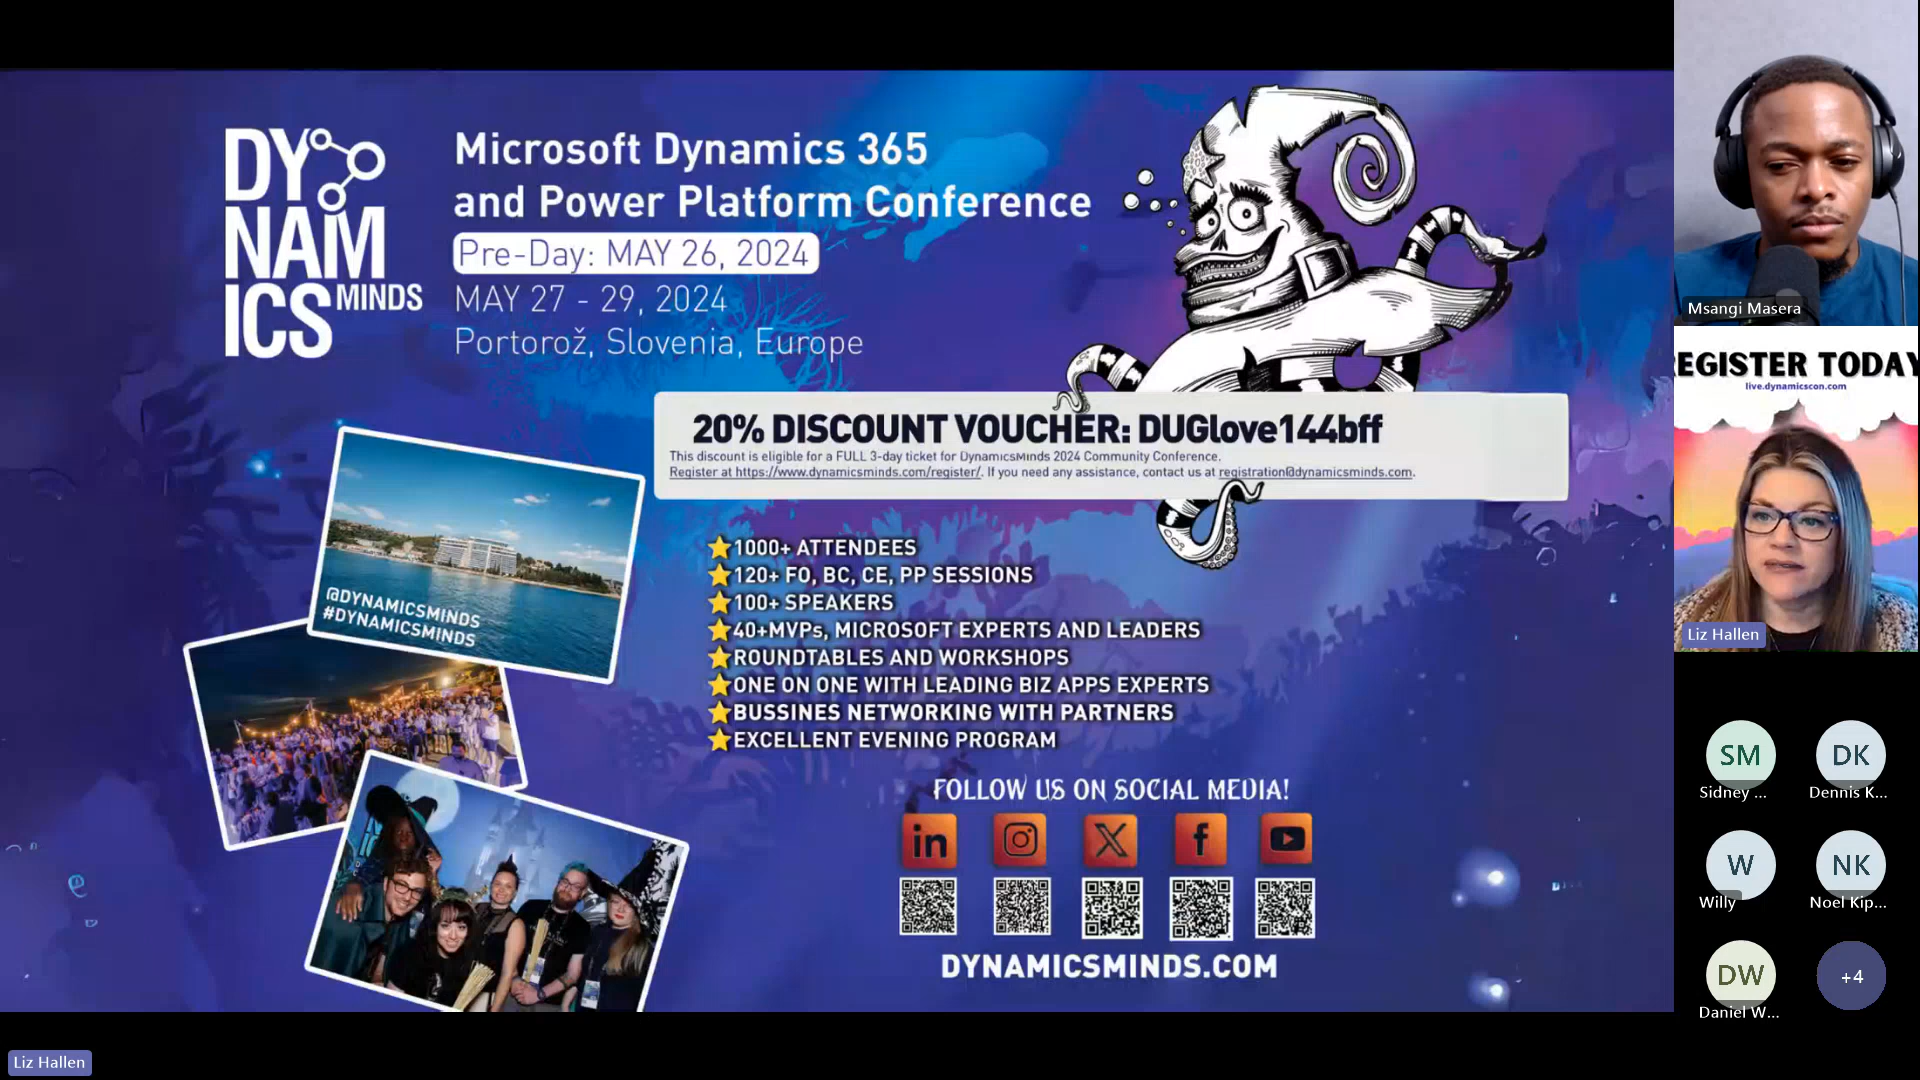 DY
NAM
ICS MINDS
Microsoft Dynamics 365
and Power Platform Conference
Pre-Day: MAY 26, 2024
MAY 27 - 29, 2024
Portorož, Slovenia, Europe
20% DISCOUNT VOUCHER: DUGlove144bff
This discount is eligible for a FULL 3-day ticket for DynamicsMinds 2024 Community Conference.
Register at https://www.dynamicsminds.com/register/. If you need any assistance, contact us at registration@dynamicsminds.com.
@DYNAMICSMINDS
#DYNAMICSMINDS
1000+ ATTENDEES
120+ FO, BC, CE, PP SESSIONS
100+ SPEAKERS
40+MVPs, MICROSOFT EXPERTS AND LEADERS
ROUNDTABLES AND WORKSHOPS
ONE ON ONE WITH LEADING BIZ APPS EXPERTS
BUSSINES NETWORKING WITH PARTNERS
EXCELLENT EVENING PROGRAM
FOLLOW US ON SOCIAL MEDIA!
in X f
DYNAMICSMINDS.COM
Liz Hallen
Msangi Masera
REGISTER TODAY
live.dynamicscon.com
Liz Hallen
SM DK
Sidney ... Dennis K...
W NK
Willy Noel Kip...
DW +4
Daniel W...